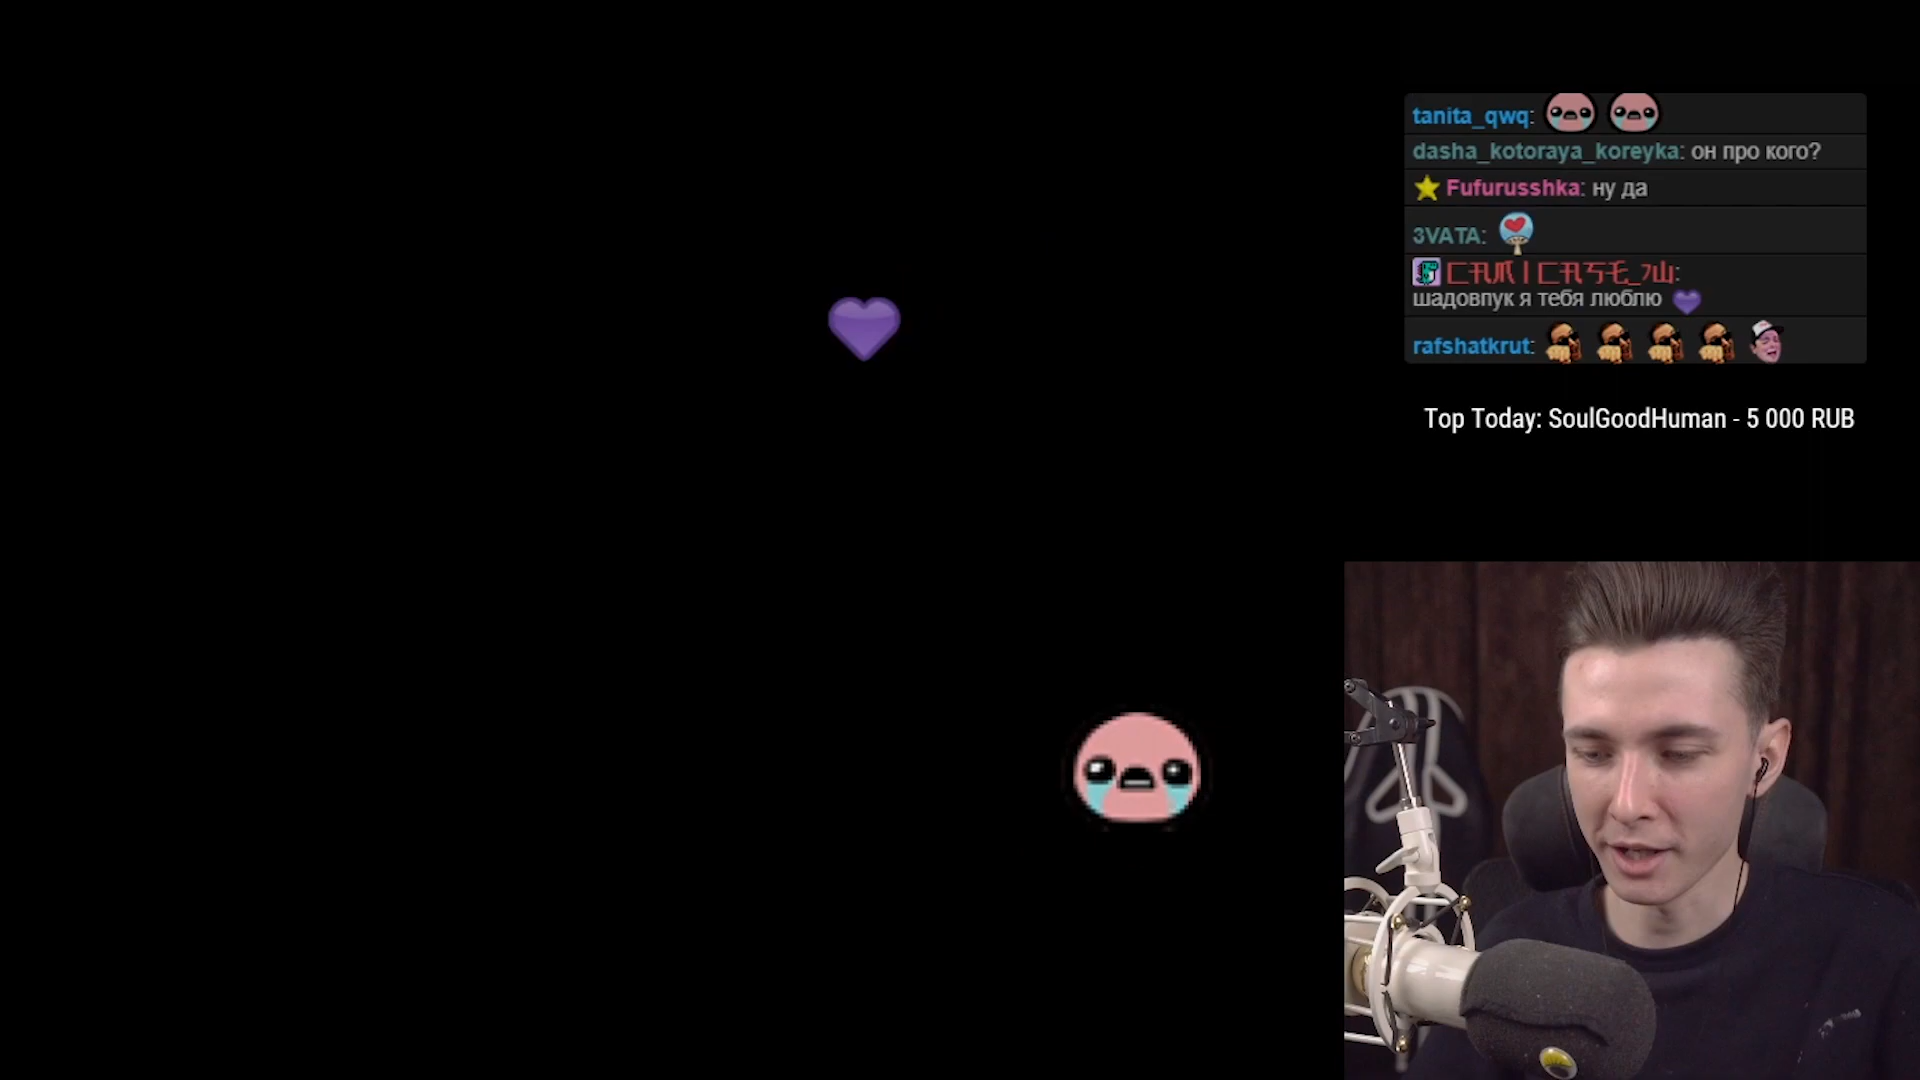 tanita_qwq:
dasha_kotoraya_koreyka: он про кого?
Fufurusshka: ну да
3VATA:
шадовпук я тебя люблю
rafshatkrut:
Top Today: SoulGoodHuman - 5 000 RUB